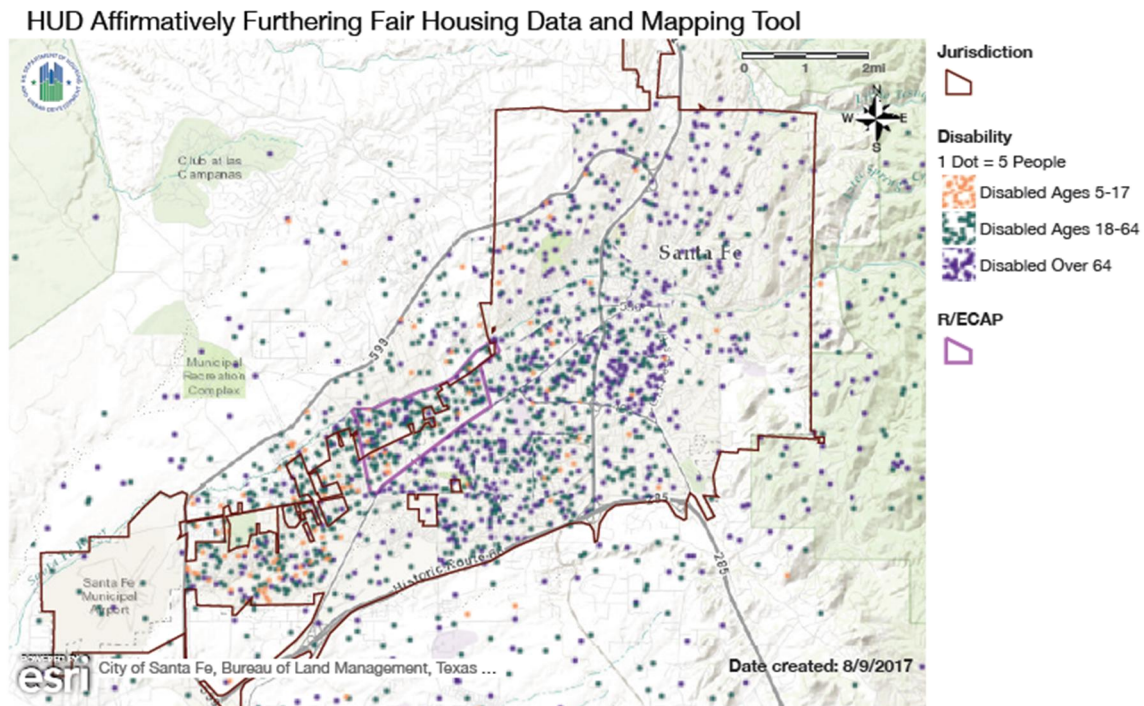 HUD Affirmatively Furthering Fair Housing Data and Mapping Tool
0 1 2mi
N
W E
S
Club at las
Campanas
Santa Fe
599
Municipal
Recreation
Complex
285
285
Historic Route 66
Santa Fe
Municipal
Airport
POWERED BY
esri
City of Santa Fe, Bureau of Land Management, Texas ...
Date created: 8/9/2017
Jurisdiction
Disability
1 Dot = 5 People
Disabled Ages 5-17
Disabled Ages 18-64
Disabled Over 64
R/ECAP